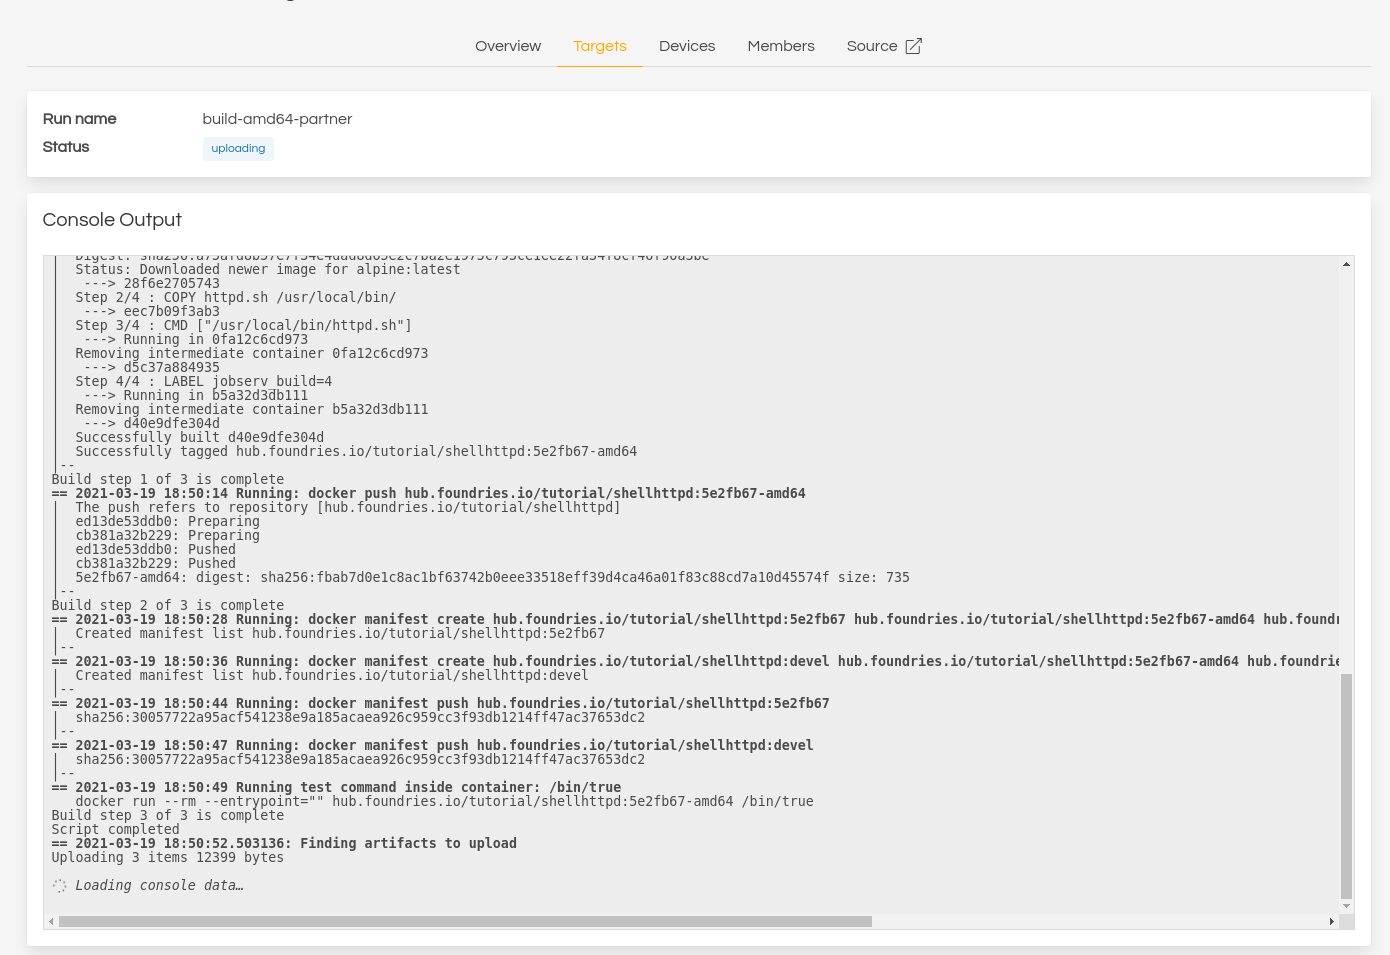 Overview Targets Devices Members Source
Run name build-amd64-partner
Status uploading
Console Output
Status: Downloaded newer image for alpine:latest
---> 28f6e2705743
Step 2/4 : COPY httpd.sh /usr/local/bin/
---> eec7b09f3ab3
Step 3/4 : CMD ["/usr/local/bin/httpd.sh"]
---> Running in 0fa12c6cd973
Removing intermediate container 0fa12c6cd973
---> d5c37a884935
Step 4/4 : LABEL jobserv_build=4
---> Running in b5a32d3db111
Removing intermediate container b5a32d3db111
---> d40e9dfe304d
Successfully built d40e9dfe304d
Successfully tagged hub.foundries.io/tutorial/shellhttpd:5e2fb67-amd64
|--
Build step 1 of 3 is complete
== 2021-03-19 18:50:14 Running: docker push hub.foundries.io/tutorial/shellhttpd:5e2fb67-amd64
| The push refers to repository [hub.foundries.io/tutorial/shellhttpd]
| ed13de53ddb0: Preparing
| cb381a32b229: Preparing
| ed13de53ddb0: Pushed
| cb381a32b229: Pushed
| 5e2fb67-amd64: digest: sha256:fbab7d0e1c8ac1bf63742b0eee33518eff39d4ca46a01f83c88cd7a10d45574f size: 735
|--
Build step 2 of 3 is complete
== 2021-03-19 18:50:28 Running: docker manifest create hub.foundries.io/tutorial/shellhttpd:5e2fb67 hub.foundries.io/tutorial/shellhttpd:5e2fb67-amd64 hub.foundr
| Created manifest list hub.foundries.io/tutorial/shellhttpd:5e2fb67
|--
== 2021-03-19 18:50:36 Running: docker manifest create hub.foundries.io/tutorial/shellhttpd:devel hub.foundries.io/tutorial/shellhttpd:5e2fb67-amd64 hub.foundrie
| Created manifest list hub.foundries.io/tutorial/shellhttpd:devel
|--
== 2021-03-19 18:50:44 Running: docker manifest push hub.foundries.io/tutorial/shellhttpd:5e2fb67
| sha256:30057722a95acf541238e9a185acaea926c959cc3f93db1214ff47ac37653dc2
|--
== 2021-03-19 18:50:47 Running: docker manifest push hub.foundries.io/tutorial/shellhttpd:devel
| sha256:30057722a95acf541238e9a185acaea926c959cc3f93db1214ff47ac37653dc2
|--
== 2021-03-19 18:50:49 Running test command inside container: /bin/true
docker run --rm --entrypoint="" hub.foundries.io/tutorial/shellhttpd:5e2fb67-amd64 /bin/true
Build step 3 of 3 is complete
Script completed
== 2021-03-19 18:50:52.503136: Finding artifacts to upload
Uploading 3 items 12399 bytes
Loading console data…